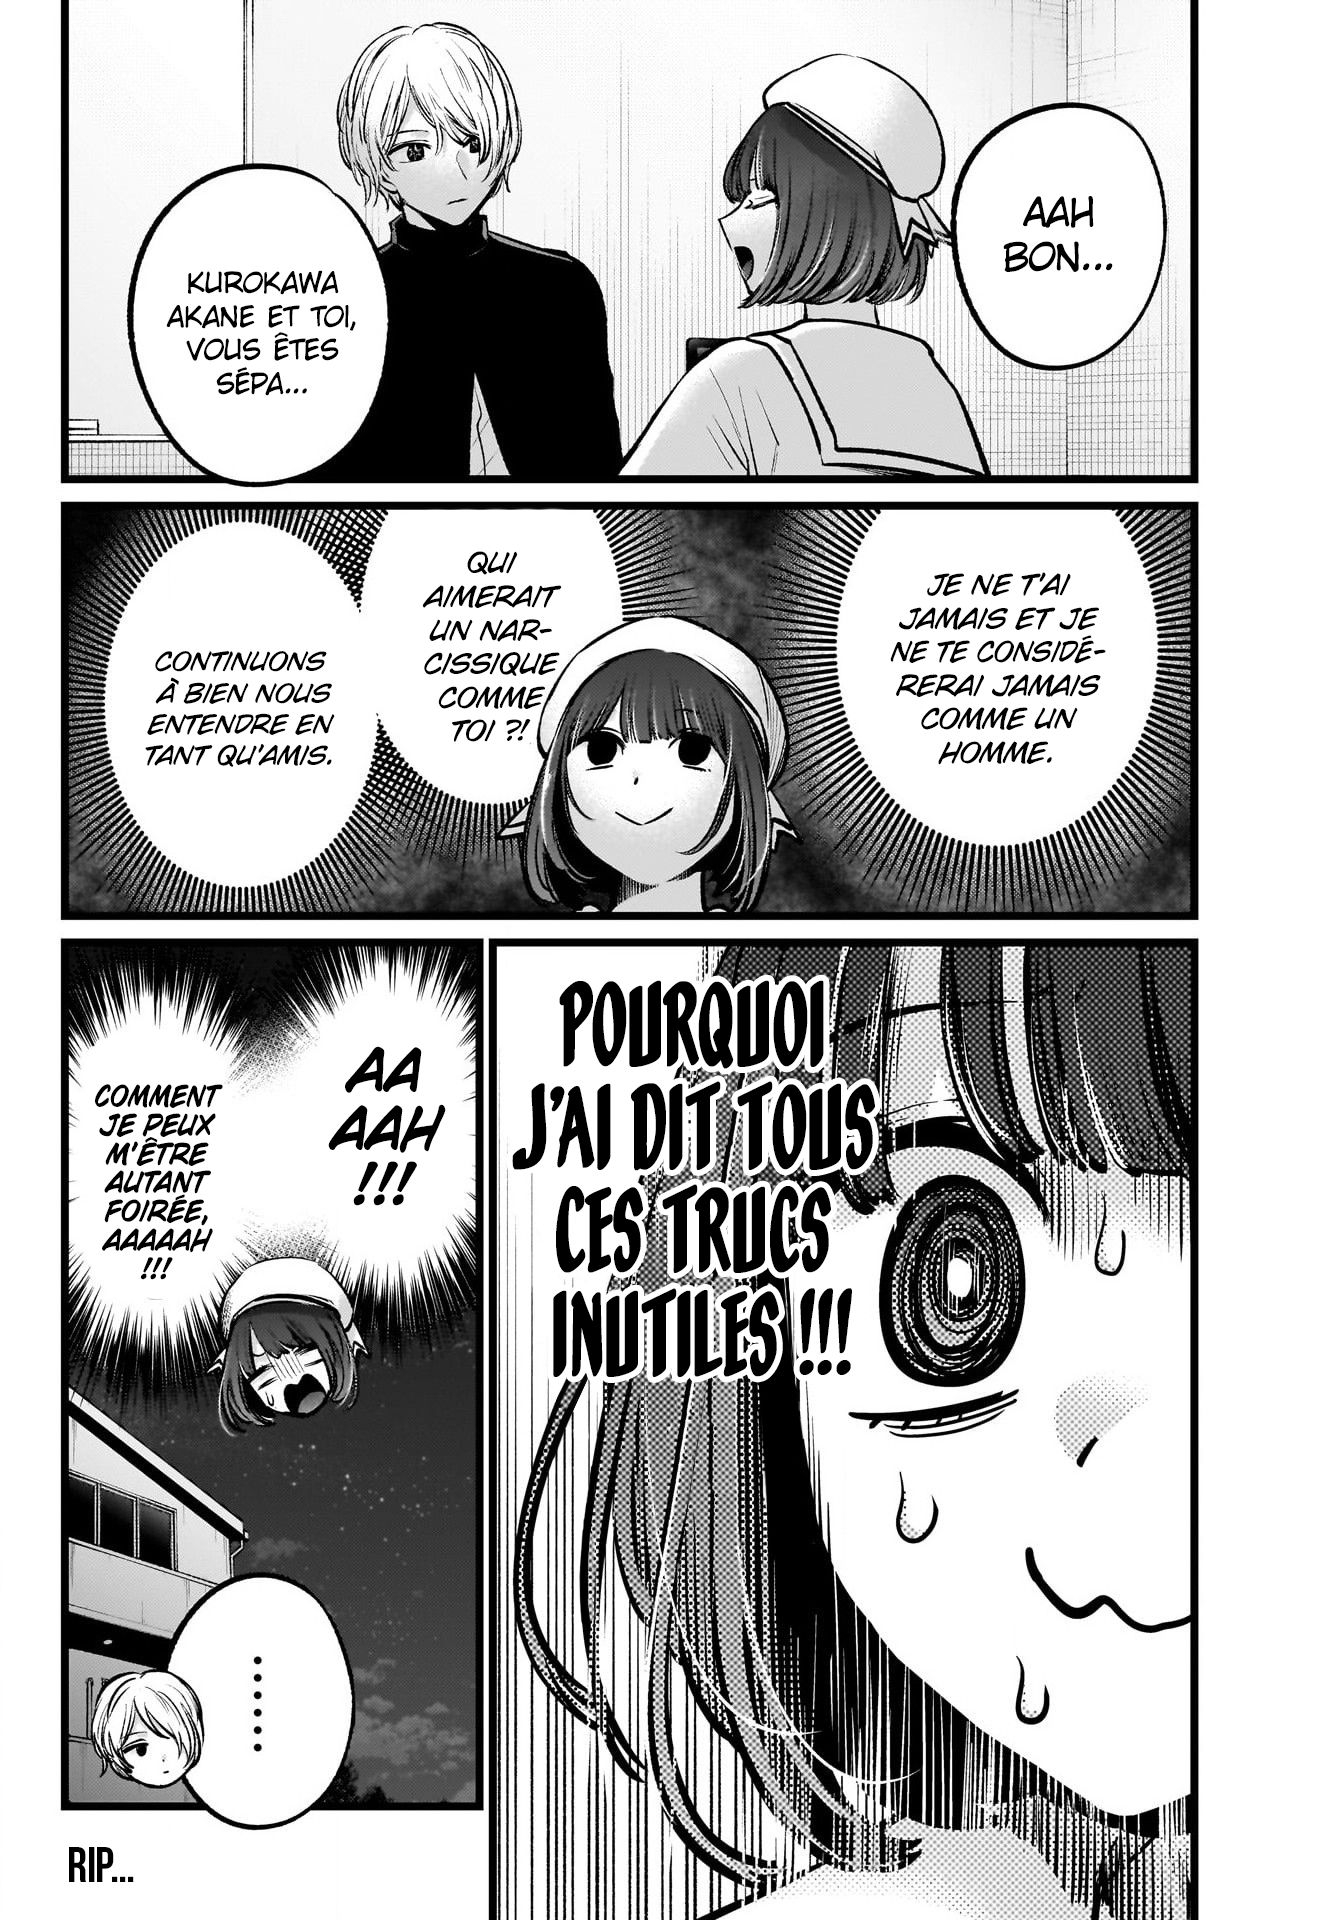 AAH
BON...
KUROKAWA
AKANE ET TOI,
VOUS ÊTES
SÉPA...
JE NE T'AI
JAMAIS ET JE
NE TE CONSIDÉ-
RERAI JAMAIS
COMME UN
HOMME.
QUI
AIMERAIT
UN NAR-
CISSIQUE
COMME
TOI ?!
CONTINUONS
À BIEN NOUS
ENTENDRE EN
TANT QU'AMIS.
POURQUOI
J'AI DIT TOUS
CES TRUCS
INUTILES !!!
AA
AAH
!!!
COMMENT
JE PEUX
M'ÊTRE
AUTANT
FOIRÉE,
AAAAAH
!!!
......
RIP...